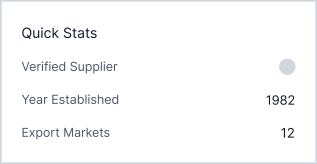 Quick Stats
Verified Supplier
Year Established 1982
Export Markets 12